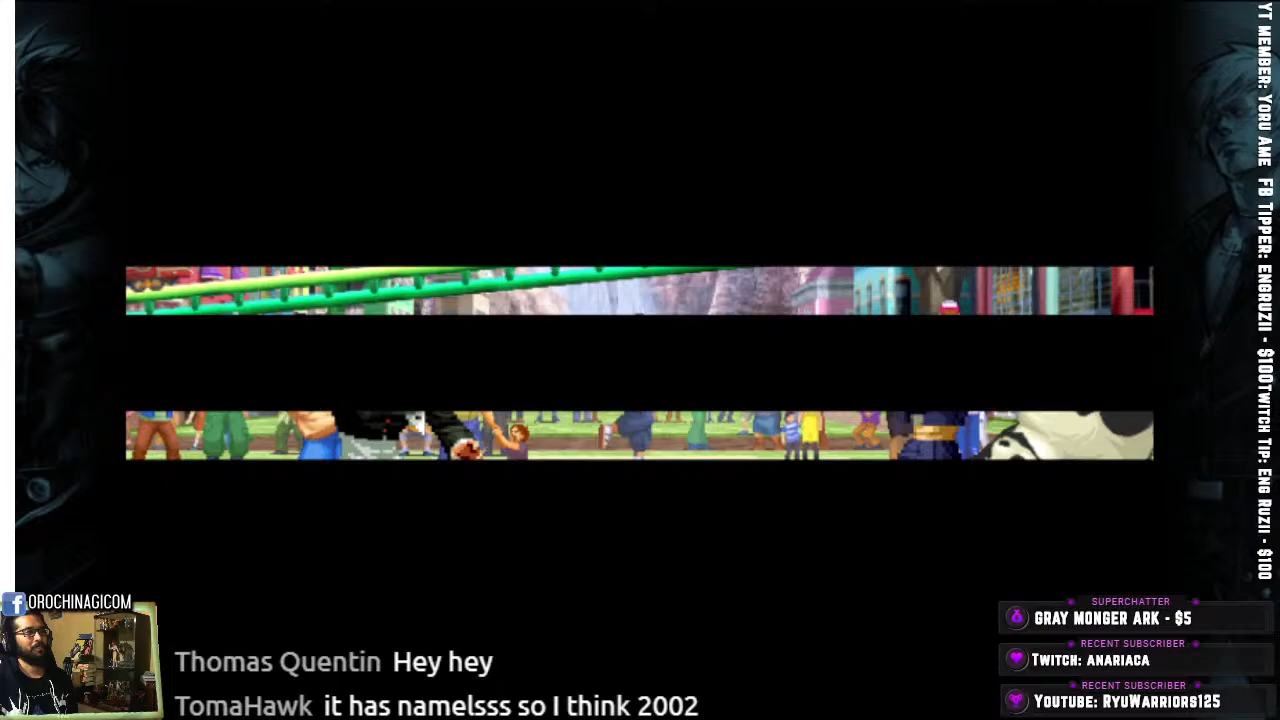 YT MEMBER: YORU AME FB TIPPER: ENGRUZII - $100TWITCH TIP: ENG RUZII - $100
OROCHINAGICOM
SUPERCHATTER
GRAY MONGER ARK - $5
RECENT SUBSCRIBER
TWITCH: ANARIACA
RECENT SUBSCRIBER
YOUTUBE: RYUWARRIORS125
Thomas Quentin Hey hey
TomaHawk it has namelsss so I think 2002